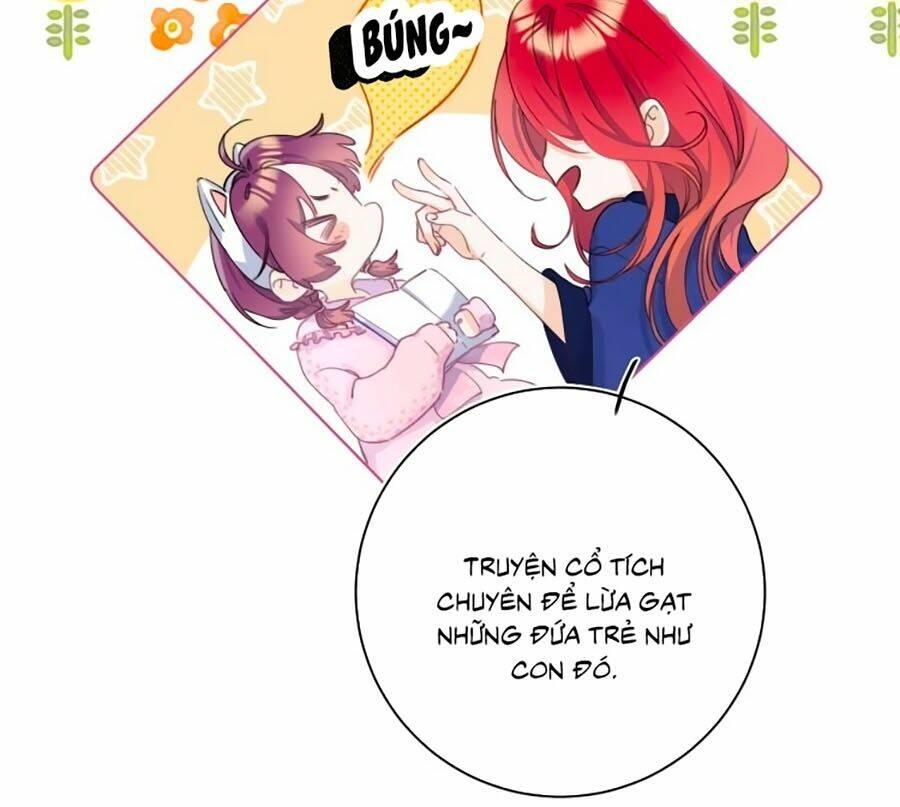 BÚNG~
TRUYỆN CỔ TÍCH
CHUYÊN ĐỂ LỪA GẠT
NHỮNG ĐỨA TRẺ NHƯ
CON ĐÓ.